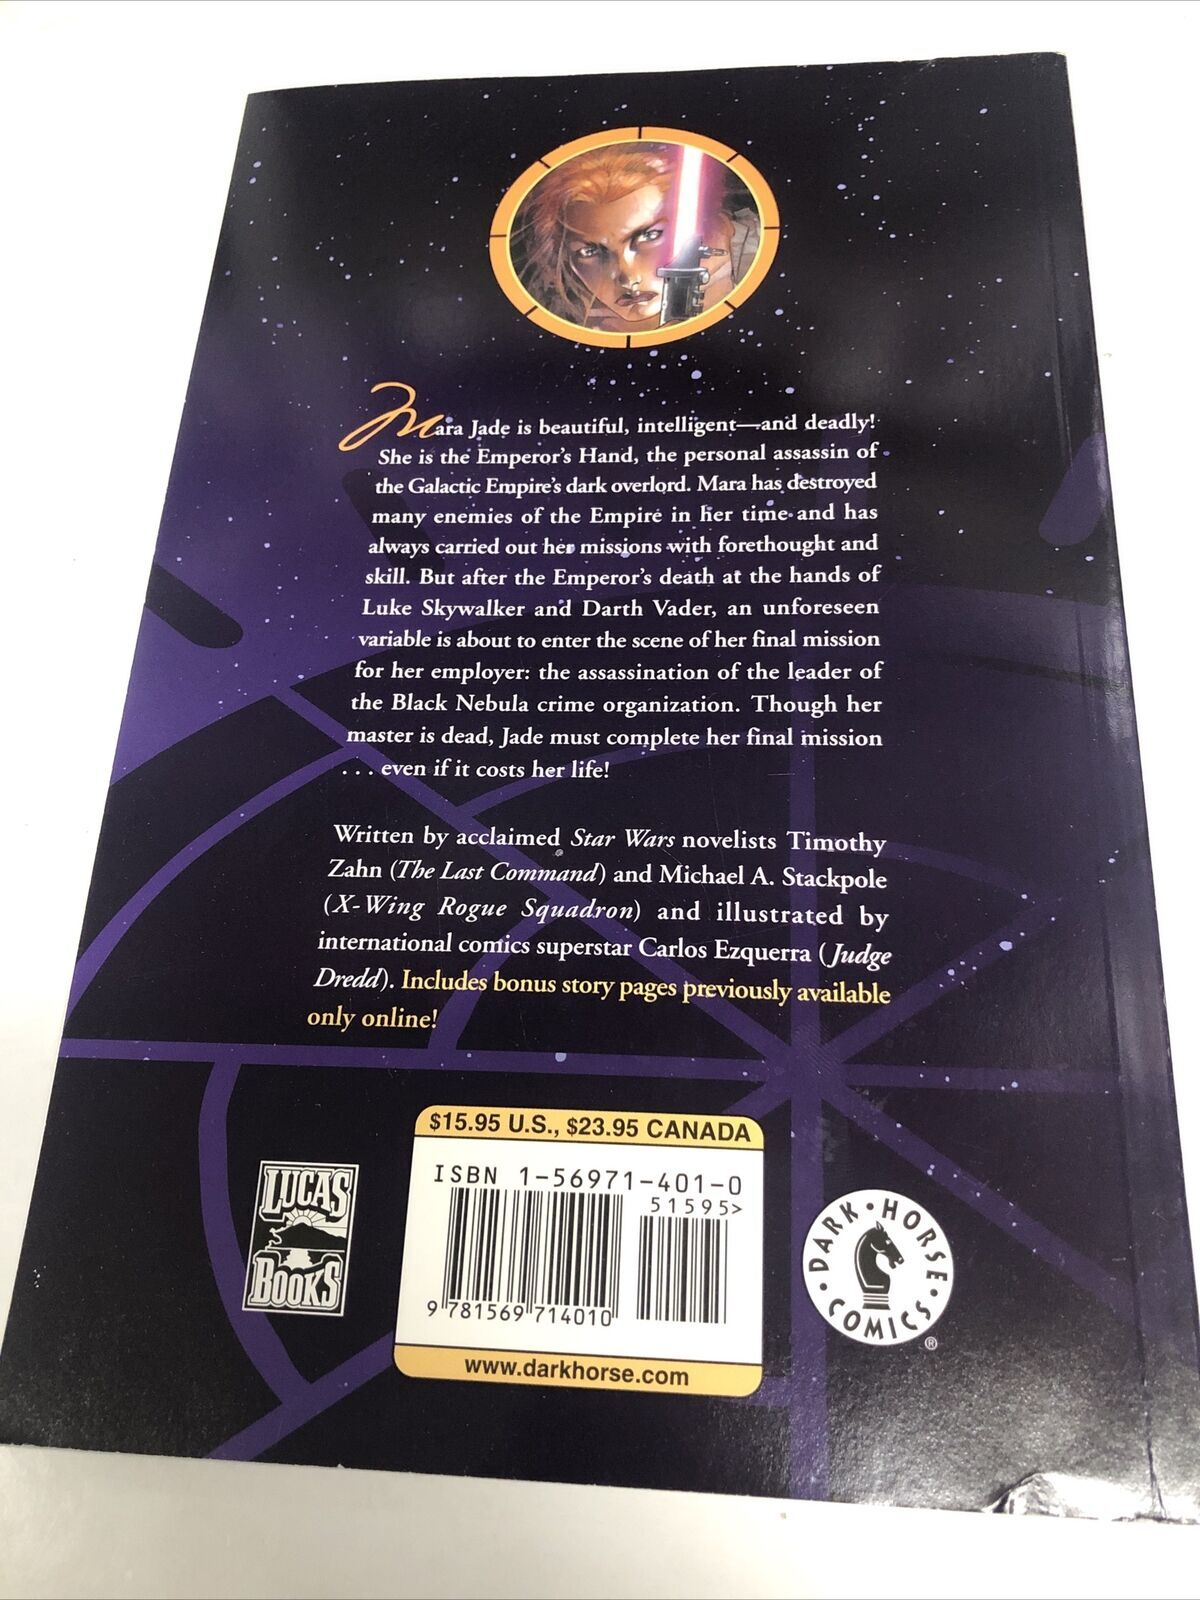 Mara Jade is beautiful, intelligent—and deadly!
She is the Emperor's Hand, the personal assassin of
the Galactic Empire's dark overlord. Mara has destroyed
many enemies of the Empire in her time and has
always carried out her missions with forethought and
skill. But after the Emperor's death at the hands of
Luke Skywalker and Darth Vader, an unforeseen
variable is about to enter the scene of her final mission
for her employer: the assassination of the leader of
the Black Nebula crime organization. Though her
master is dead, Jade must complete her final mission
. . . even if it costs her life!
Written by acclaimed Star Wars novelists Timothy
Zahn (The Last Command) and Michael A. Stackpole
(X-Wing Rogue Squadron) and illustrated by
international comics superstar Carlos Ezquerra (Judge
Dredd). Includes bonus story pages previously available
only online!
$15.95 U.S., $23.95 CANADA
ISBN 1-56971-401-0
51595>
9 781569 714010
www.darkhorse.com
LUCAS
BOOKS
DARK • HORSE • COMICS •
®